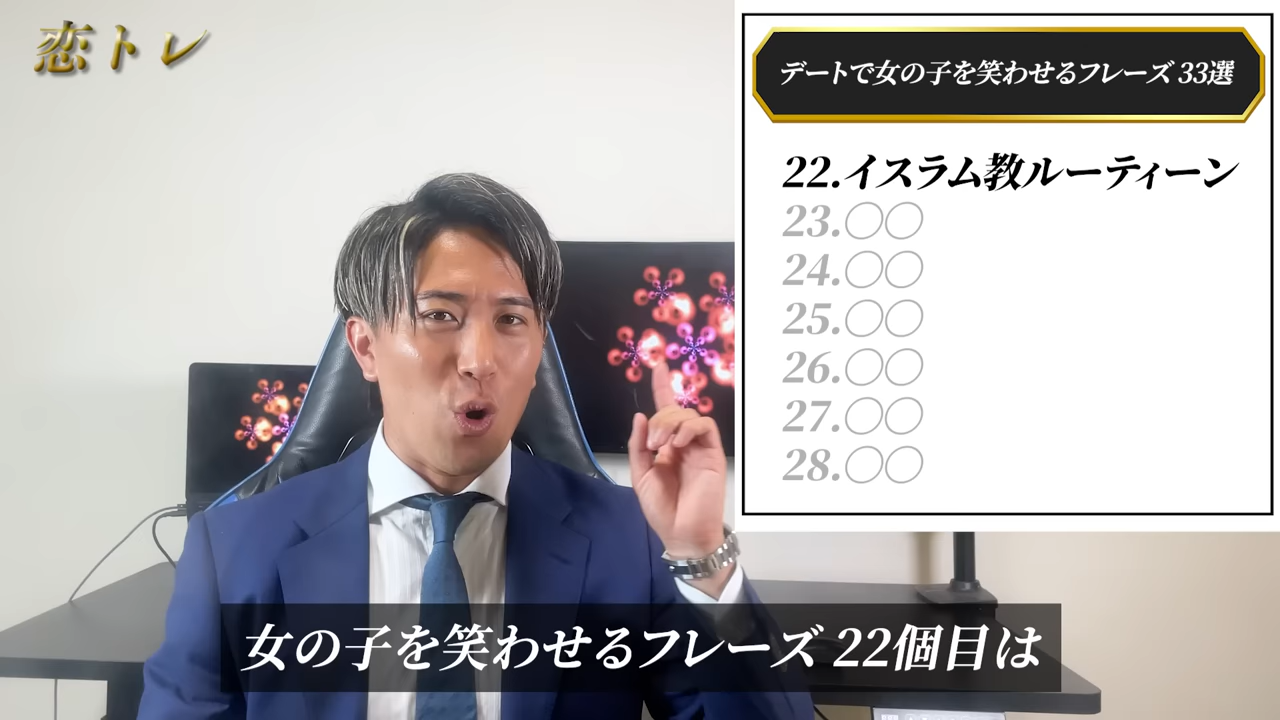 恋トレ
デートで女の子を笑わせるフレーズ 33選
22.イスラム教ルーティーン
23.〇〇
24.〇〇
25.〇〇
26.〇〇
27.〇〇
28.〇〇
女の子を笑わせるフレーズ 22個目は